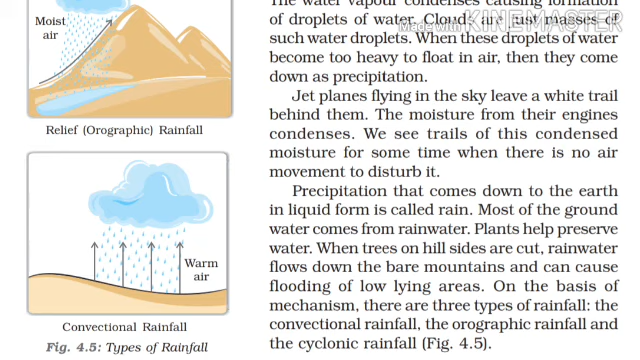 Moist
air
Relief (Orographic) Rainfall
Warm
air
Convectional Rainfall
Fig. 4.5: Types of Rainfall
The water vapour condenses causing formation
of droplets of water. Clouds are just masses of
such water droplets. When these droplets of water
become too heavy to float in air, then they come
down as precipitation.
Jet planes flying in the sky leave a white trail
behind them. The moisture from their engines
condenses. We see trails of this condensed
moisture for some time when there is no air
movement to disturb it.
Precipitation that comes down to the earth
in liquid form is called rain. Most of the ground
water comes from rainwater. Plants help preserve
water. When trees on hill sides are cut, rainwater
flows down the bare mountains and can cause
flooding of low lying areas. On the basis of
mechanism, there are three types of rainfall: the
convectional rainfall, the orographic rainfall and
the cyclonic rainfall (Fig. 4.5).
Made with KINEMASTER